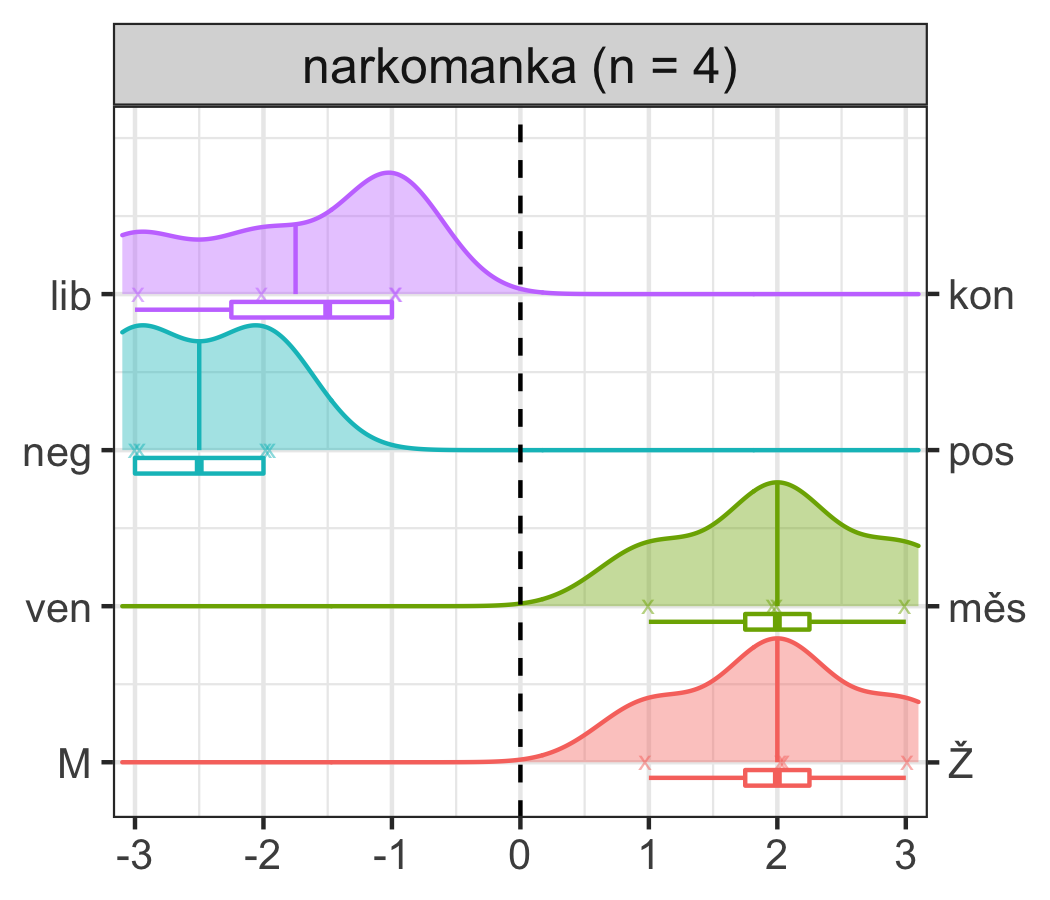 narkomanka (n = 4)
lib kon
neg pos
ven měs
M Ž
-3 -2 -1 0 1 2 3